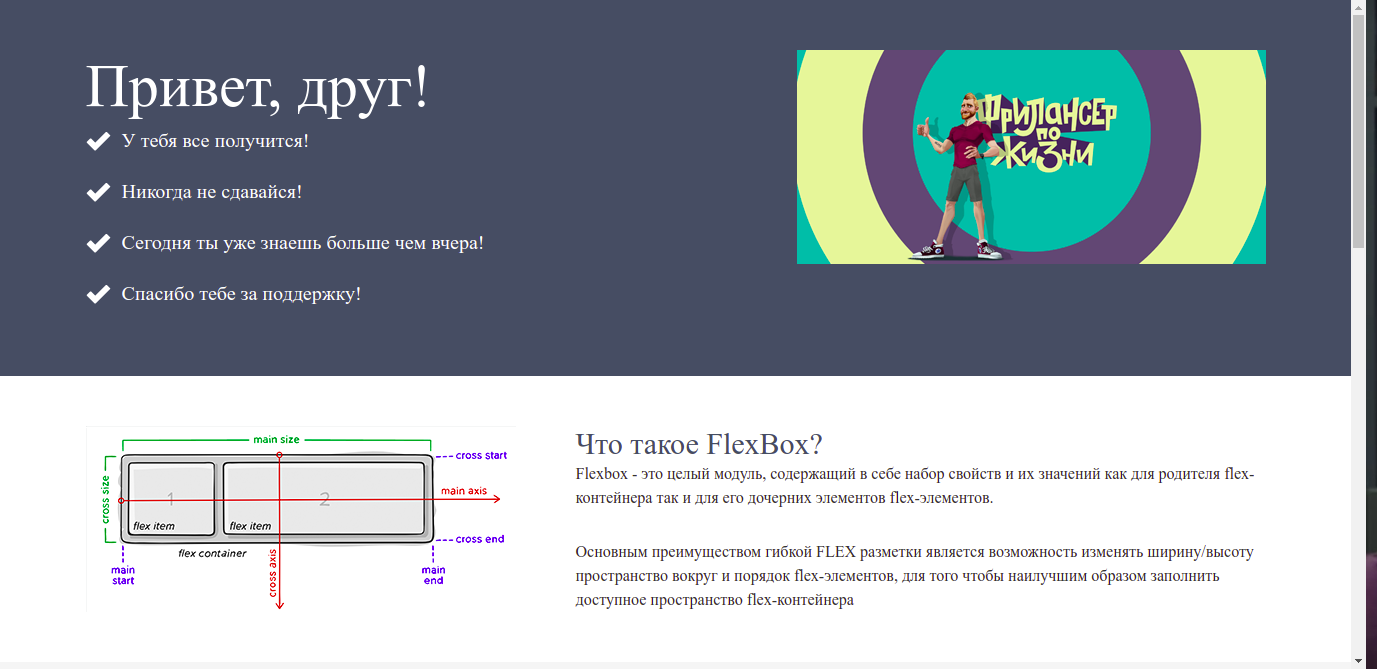 Привет, друг!
У тебя все получится!
Никогда не сдавайся!
Сегодня ты уже знаешь больше чем вчера!
Спасибо тебе за поддержку!
Фрилансер
по
жизни
main size
cross start
cross size
1
2
main axis
flex item
flex item
cross end
flex container
main
start
cross axis
main
end
Что такое FlexBox?
Flexbox - это целый модуль, содержащий в себе набор свойств и их значений как для родителя flex-
контейнера так и для его дочерних элементов flex-элементов.
Основным преимуществом гибкой FLEX разметки является возможность изменять ширину/высоту
пространство вокруг и порядок flex-элементов, для того чтобы наилучшим образом заполнить
доступное пространство flex-контейнера